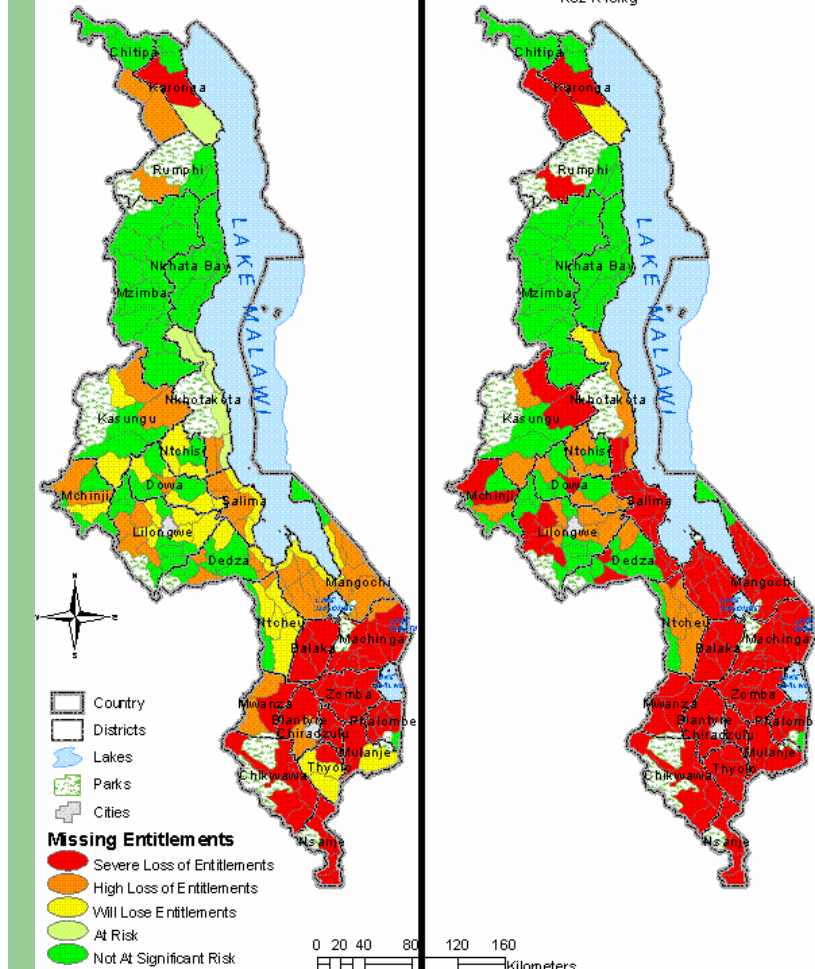 Chitipa
Karonga
Rumphi
Nkhata Bay
Mzimba
LAKE MALAWI
Nkhotakota
Kasungu
Ntchisi
Dowa
Mchinji
Salima
Lilongwe
Dedza
Mangochi
Ntcheu
Machinga
Balaka
Zomba
Mwanza
Blantyre
Phalombe
Chiradzulu
Mulanje
Thyolo
Chikwawa
Nsanje
Chitipa
Karonga
Rumphi
Nkhata Bay
Mzimba
LAKE MALAWI
Nkhotakota
Kasungu
Ntchisi
Dowa
Mchinji
Salima
Lilongwe
Dedza
Mangochi
Ntcheu
Machinga
Balaka
Zomba
Mwanza
Blantyre
Phalombe
Chiradzulu
Mulanje
Thyolo
Chikwawa
Nsanje
N
Country
Districts
Lakes
Parks
Cities
Missing Entitlements
Severe Loss of Entitlements
High Loss of Entitlements
Will Lose Entitlements
At Risk
Not At Significant Risk
0 20 40 80 120 160
Kilometers